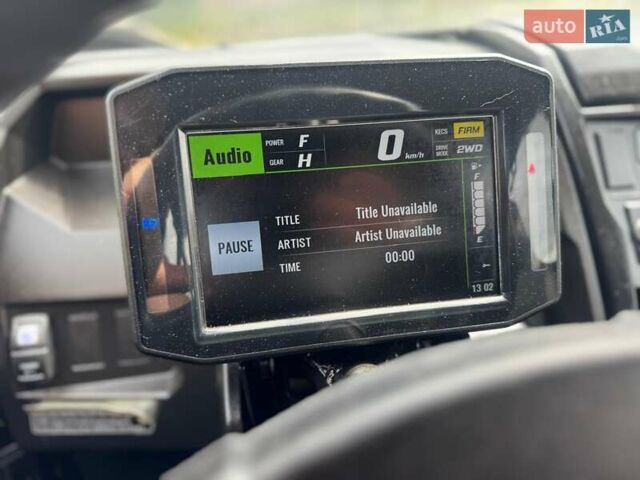 auto RIA.com
Audio
POWER F
GEAR H
0 km/h
KECS FIRM
DRIVE MODE 2WD
TITLE Title Unavailable
ARTIST Artist Unavailable
TIME 00:00
PAUSE
F
E
13 02